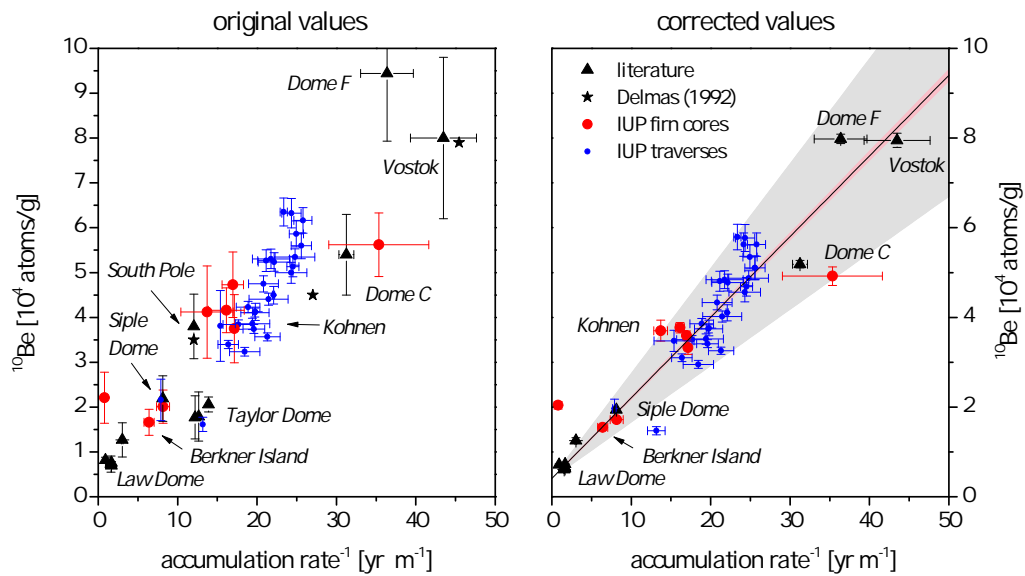 original values
corrected values
10
9
8
7
6
5
4
3
2
1
0
¹⁰Be [10⁴ atoms/g]
Dome F
Vostok
South Pole
Dome C
Siple
Dome
Kohnen
Taylor Dome
Berkner Island
Law Dome
0 10 20 30 40 50
accumulation rate⁻¹ [yr m⁻¹]
literature
Delmas (1992)
IUP firn cores
IUP traverses
Dome F
Vostok
Dome C
Kohnen
Siple Dome
Berkner Island
Law Dome
10
8
6
4
2
0
¹⁰Be [10⁴ atoms/g]
0 10 20 30 40 50
accumulation rate⁻¹ [yr m⁻¹]